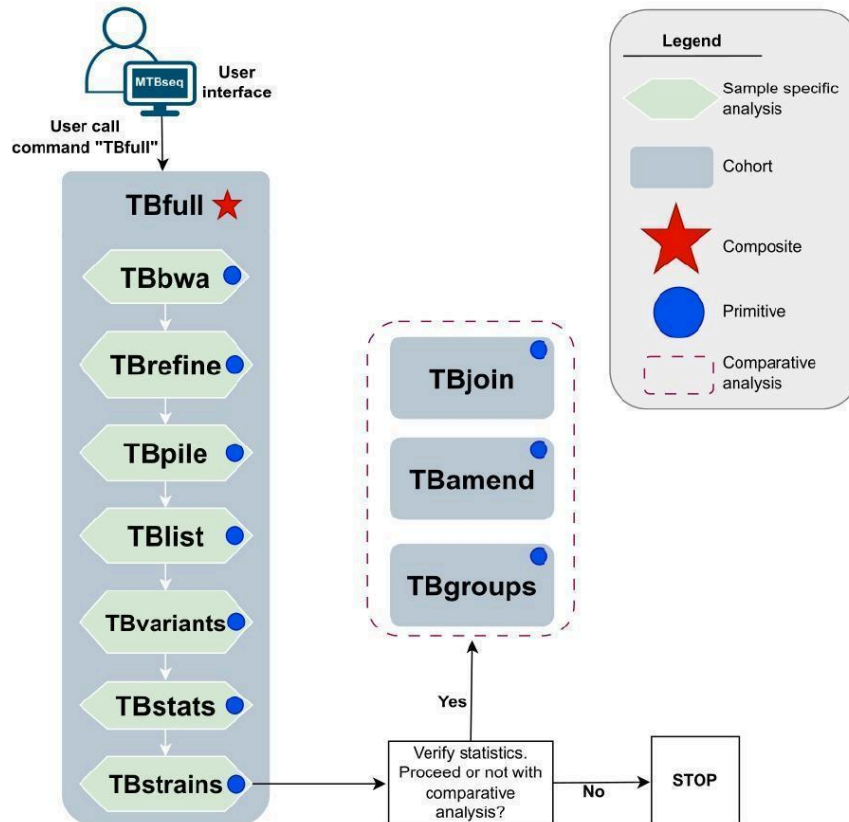 MTBseq
User
interface
User call
command "TBfull"
TBfull
TBbwa
TBrefine
TBpile
TBlist
TBvariants
TBstats
TBstrains
TBjoin
TBamend
TBgroups
Yes
Verify statistics.
Proceed or not with
comparative
analysis?
No
STOP
Legend
Sample specific
analysis
Cohort
Composite
Primitive
Comparative
analysis